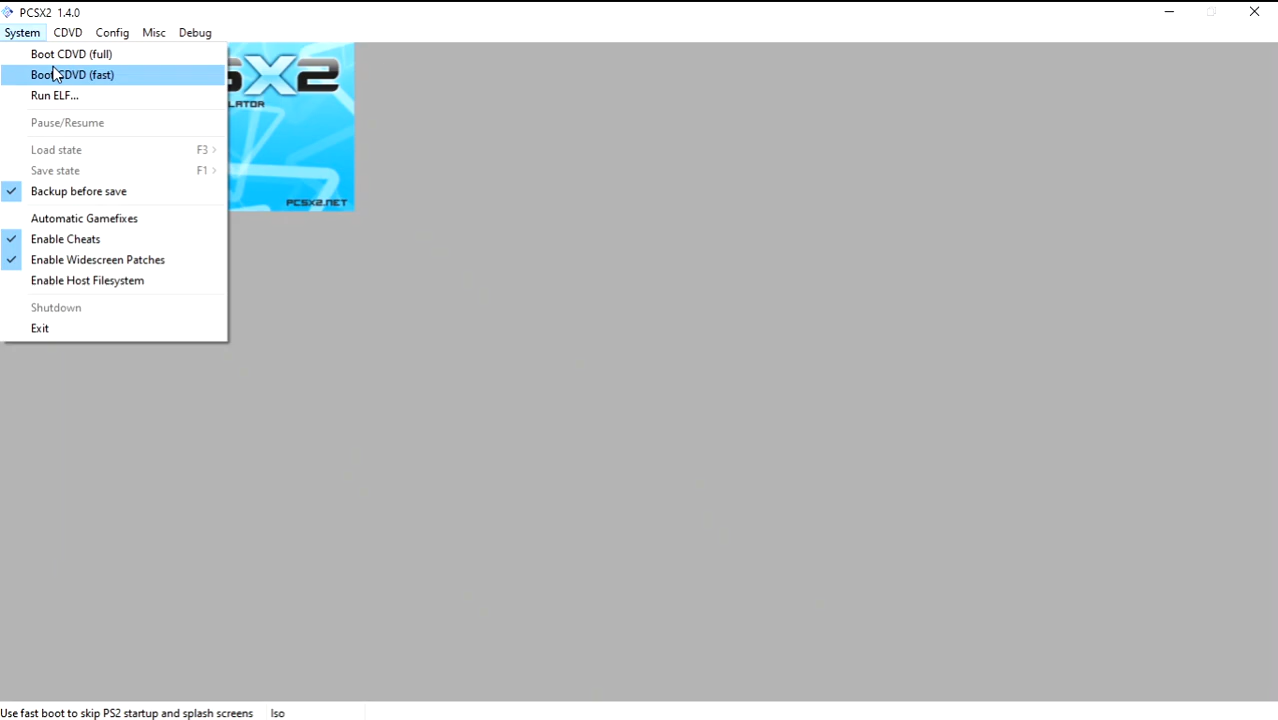 PCSX2 1.4.0
System CDVD Config Misc Debug
Boot CDVD (full)
Boot CDVD (fast)
Run ELF...
Pause/Resume
Load state F3
Save state F1
Backup before save
Automatic Gamefixes
Enable Cheats
Enable Widescreen Patches
Enable Host Filesystem
Shutdown
Exit
SX2
LATOR
PCSX2.NET
Use fast boot to skip PS2 startup and splash screens Iso